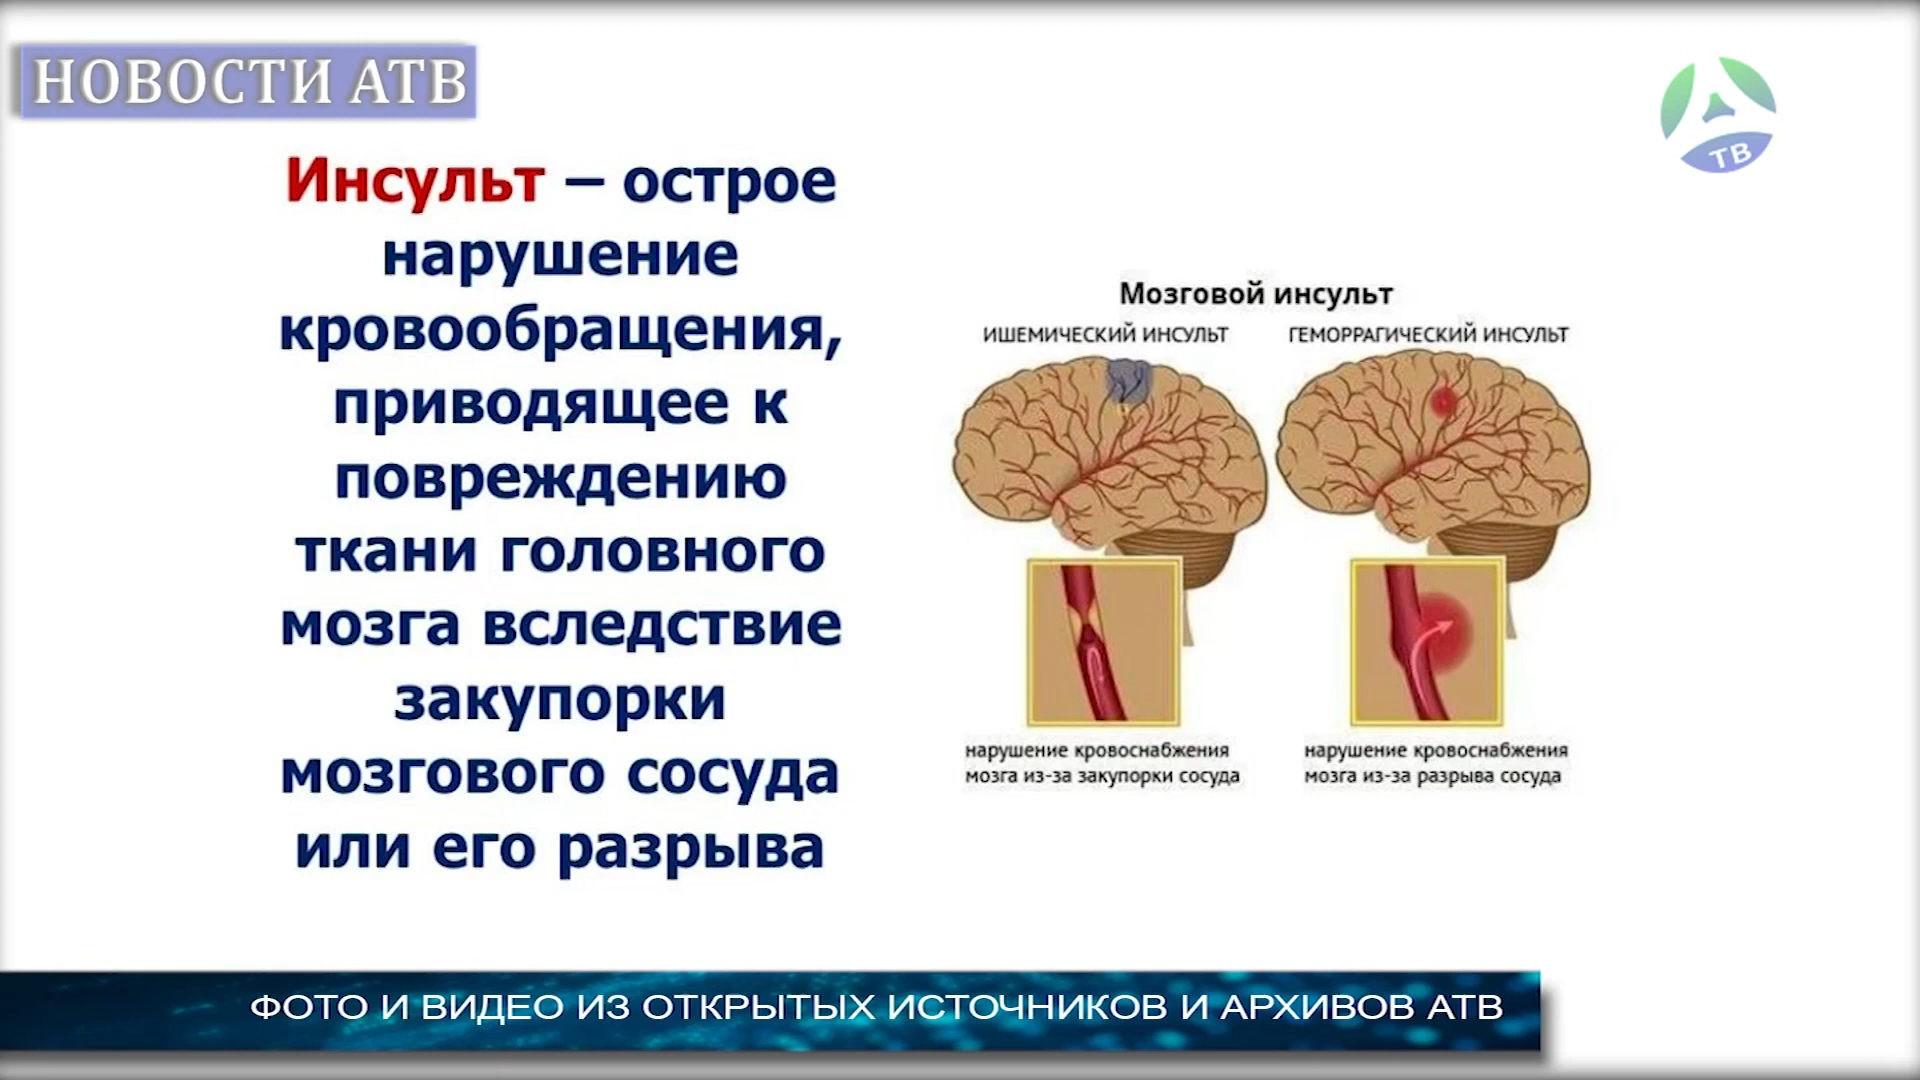 НОВОСТИ АТВ
ТВ
Инсульт – острое
нарушение
кровообращения,
приводящее к
повреждению
ткани головного
мозга вследствие
закупорки
мозгового сосуда
или его разрыва
Мозговой инсульт
ИШЕМИЧЕСКИЙ ИНСУЛЬТ
ГЕМОРРАГИЧЕСКИЙ ИНСУЛЬТ
нарушение кровоснабжения
мозга из-за закупорки сосуда
нарушение кровоснабжения
мозга из-за разрыва сосуда
ФОТО И ВИДЕО ИЗ ОТКРЫТЫХ ИСТОЧНИКОВ И АРХИВОВ АТВ